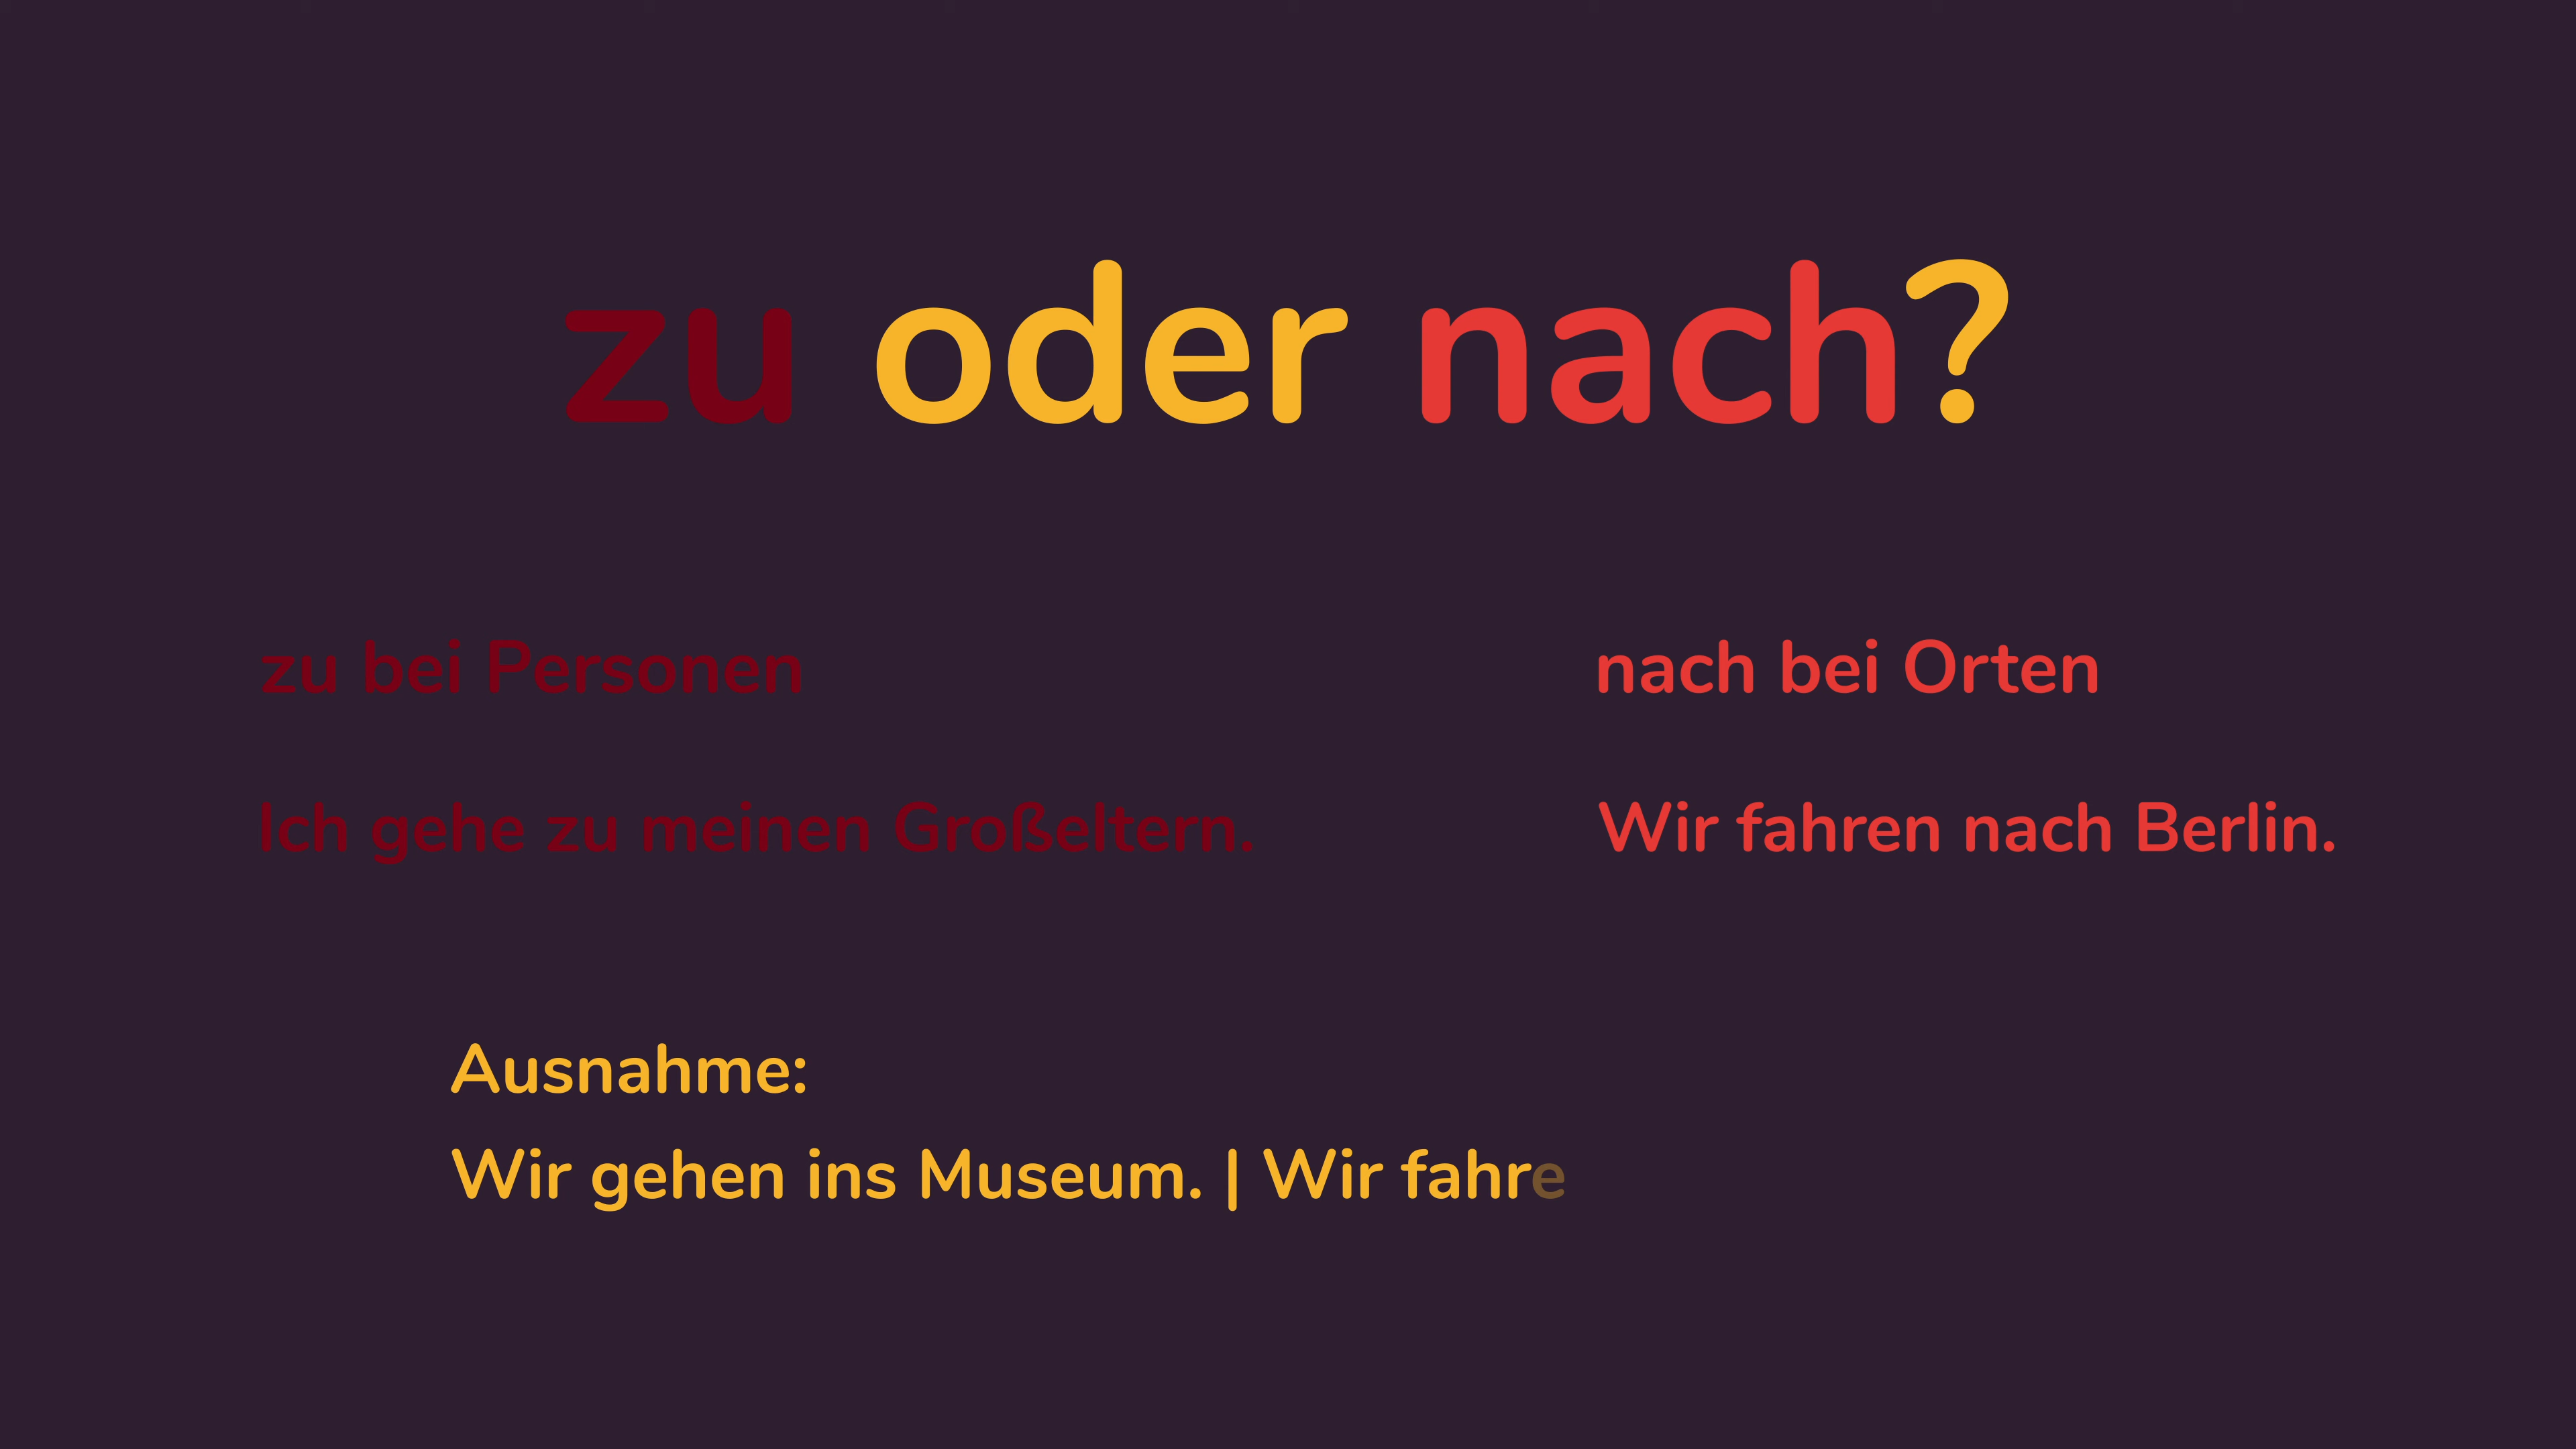 zu oder nach?
zu bei Personen
nach bei Orten
Ich gehe zu meinen Großeltern.
Wir fahren nach Berlin.
Ausnahme:
Wir gehen ins Museum. | Wir fahre